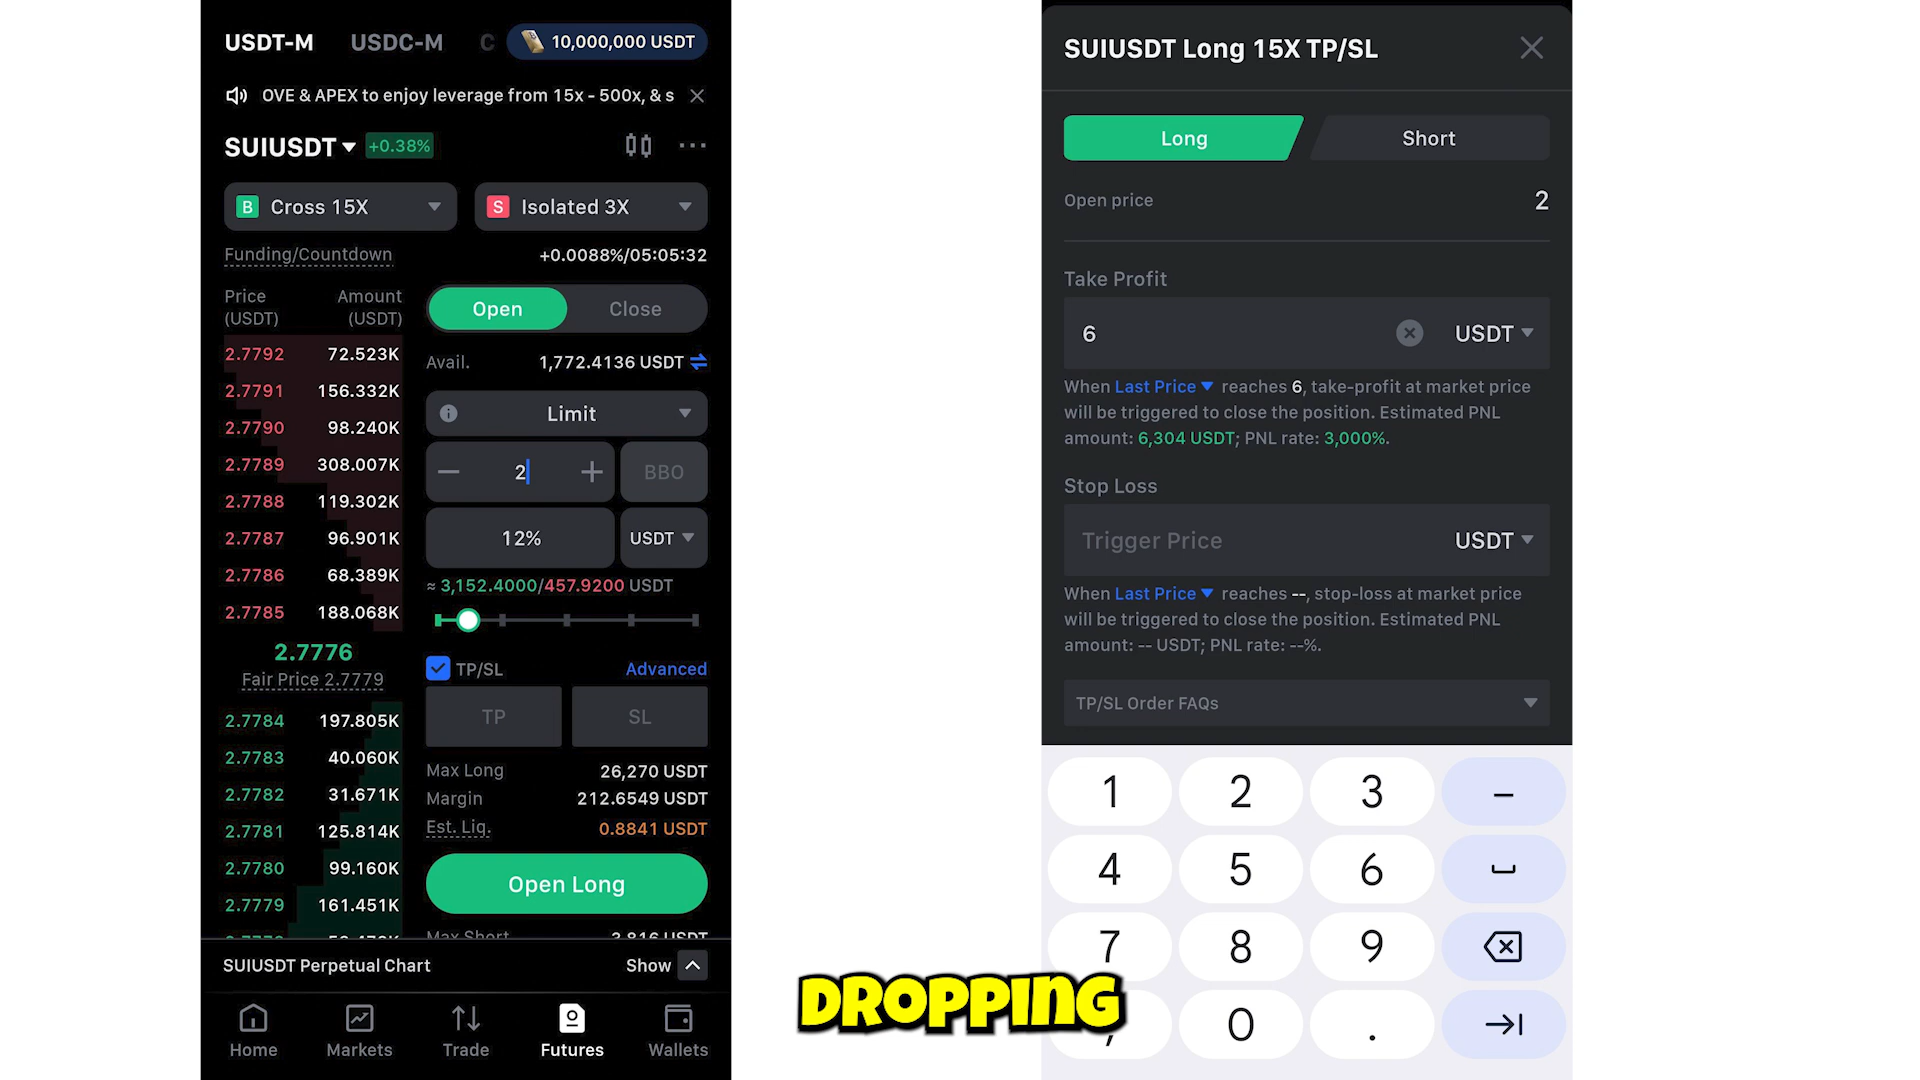 USDT-M USDC-M C 10,000,000 USDT
OVE & APEX to enjoy leverage from 15x - 500x, & s
SUIUSDT +0.38%
B Cross 15X S Isolated 3X
Funding/Countdown +0.0088%/05:05:32
Price Amount
(USDT) (USDT)
2.7792 72.523K
2.7791 156.332K
2.7790 98.240K
2.7789 308.007K
2.7788 119.302K
2.7787 96.901K
2.7786 68.389K
2.7785 188.068K
2.7776
Fair Price 2.7779
2.7784 197.805K
2.7783 40.060K
2.7782 31.671K
2.7781 125.814K
2.7780 99.160K
2.7779 161.451K
Open Close
Avail. 1,772.4136 USDT
Limit
2 BBO
12% USDT
≈ 3,152.4000/457.9200 USDT
TP/SL Advanced
TP SL
Max Long 26,270 USDT
Margin 212.6549 USDT
Est. Liq. 0.8841 USDT
Open Long
Max Short 3,816 USDT
SUIUSDT Perpetual Chart Show
Home Markets Trade Futures Wallets
DROPPING
SUIUSDT Long 15X TP/SL
Long Short
Open price 2
Take Profit
6 USDT
When Last Price reaches 6, take-profit at market price
will be triggered to close the position. Estimated PNL
amount: 6,304 USDT; PNL rate: 3,000%.
Stop Loss
Trigger Price USDT
When Last Price reaches --, stop-loss at market price
will be triggered to close the position. Estimated PNL
amount: -- USDT; PNL rate: --%.
TP/SL Order FAQs
1 2 3 –
4 5 6
7 8 9
, 0 .